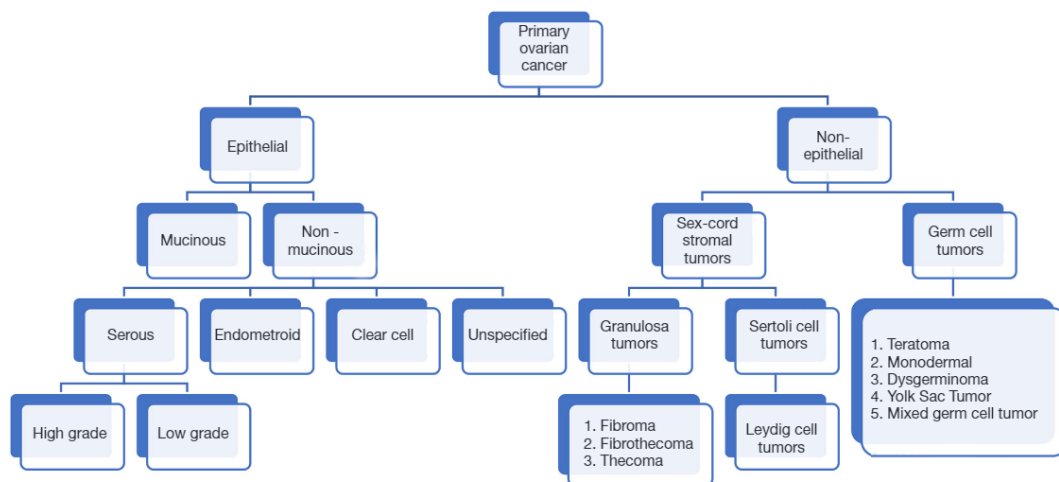 Primary
ovarian
cancer
Epithelial
Non-
epithelial
Mucinous
Non -
mucinous
Sex-cord
stromal
tumors
Germ cell
tumors
Serous
Endometroid
Clear cell
Unspecified
Granulosa
tumors
Sertoli cell
tumors
1. Teratoma
2. Monodermal
3. Dysgerminoma
4. Yolk Sac Tumor
5. Mixed germ cell tumor
High grade
Low grade
1. Fibroma
2. Fibrothecoma
3. Thecoma
Leydig cell
tumors